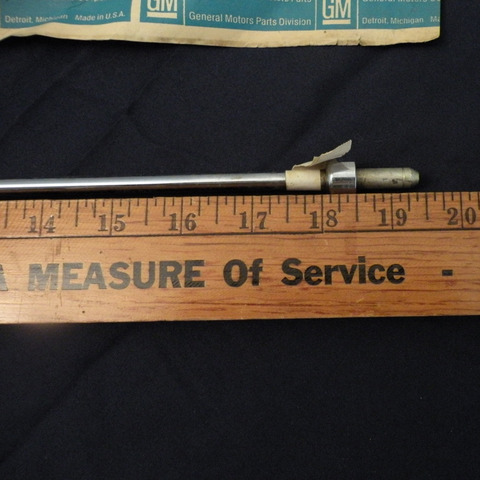 GM
GM
General Motors Parts Division
Detroit, Michigan Made in U.S.A.
Detroit, Michigan
14 15 16 17 18 19 20
MEASURE Of Service -